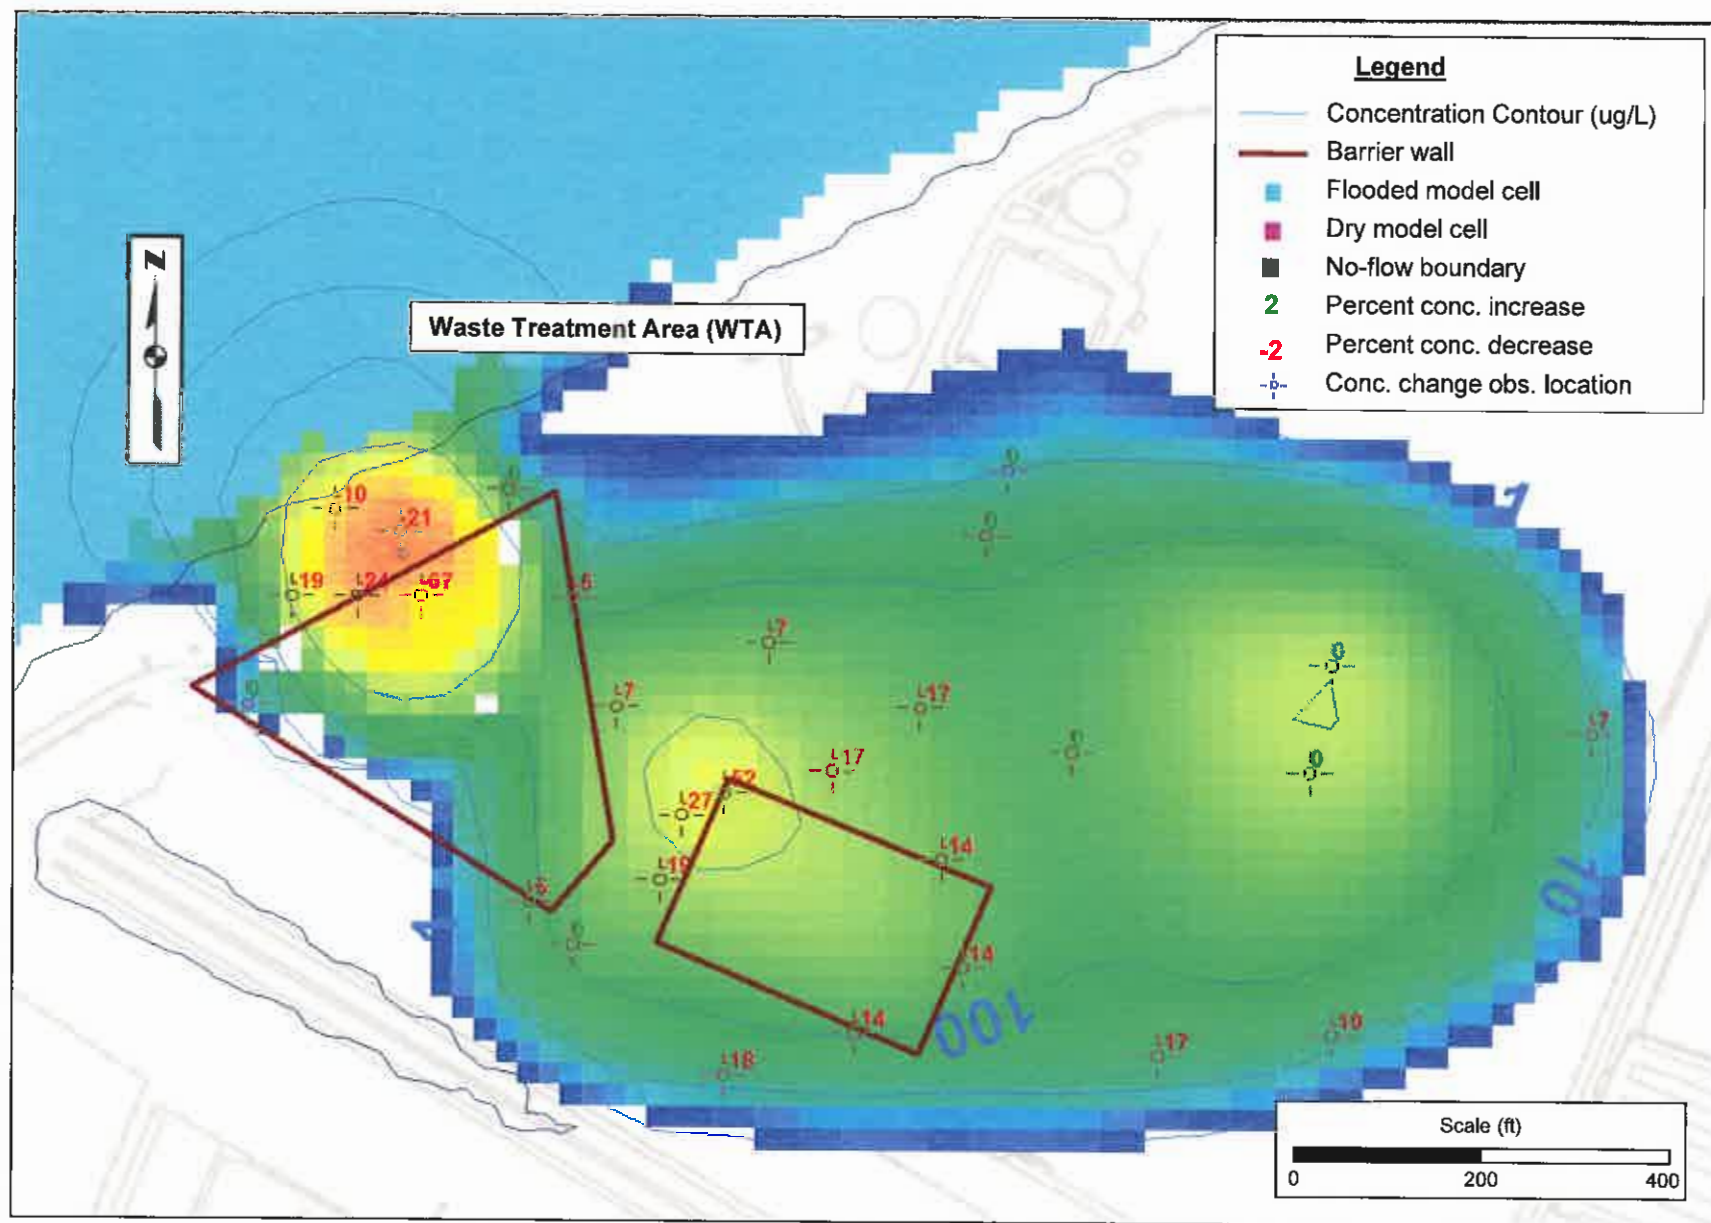 Legend
Concentration Contour (ug/L)
Barrier wall
Flooded model cell
Dry model cell
No-flow boundary
2 Percent conc. increase
-2 Percent conc. decrease
Conc. change obs. location
N
Waste Treatment Area (WTA)
1
0
-10
-21
0
-19 -24 -67 -6
-7
0
0 -7 -17
-7
-17 0 0
-52
-27
-14
-19
10
-6
0
-14
100
-14
-18 -17 -10
Scale (ft)
0 200 400